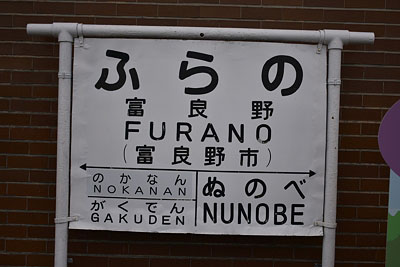 ふらの
富良野
FURANO
(富良野市)
のかなん
NOKANAN
がくでん
GAKUDEN
ぬのべ
NUNOBE